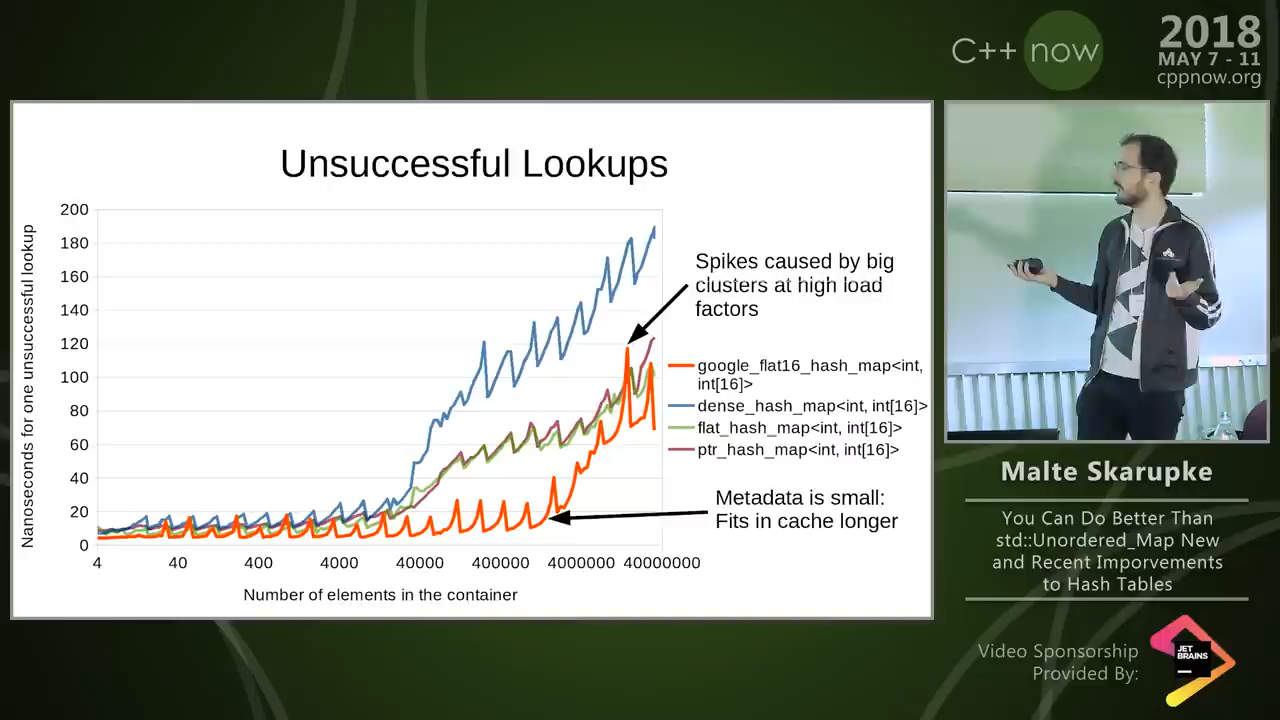 C++ now
2018
MAY 7 - 11
cppnow.org
Unsuccessful Lookups
Nanoseconds for one unsuccessful lookup
200
180
160
140
120
100
80
60
40
20
0
4
40
400
4000
40000
400000
4000000
40000000
Number of elements in the container
Spikes caused by big
clusters at high load
factors
google_flat16_hash_map<int,
int[16]>
dense_hash_map<int, int[16]>
flat_hash_map<int, int[16]>
ptr_hash_map<int, int[16]>
Metadata is small:
Fits in cache longer
Malte Skarupke
You Can Do Better Than
std::Unordered_Map New
and Recent Imporvements
to Hash Tables
Video Sponsorship
Provided By:
JET
BRAINS